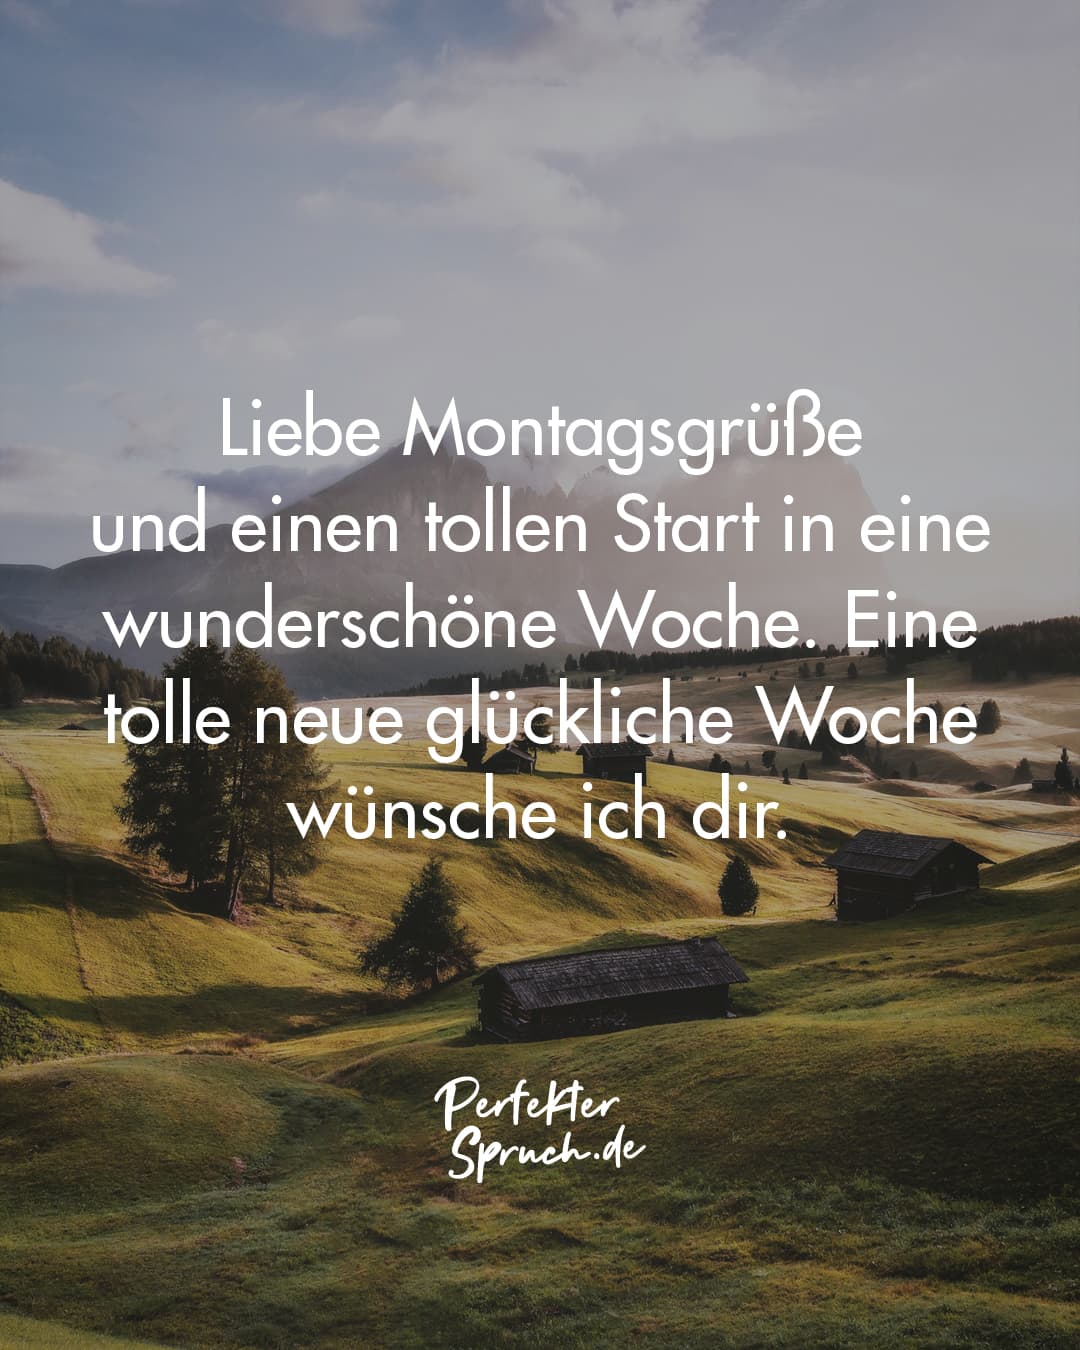 Liebe Montagsgrüße
und einen tollen Start in eine
wunderschöne Woche. Eine
tolle neue glückliche Woche
wünsche ich dir.
Perfekter
Spruch.de